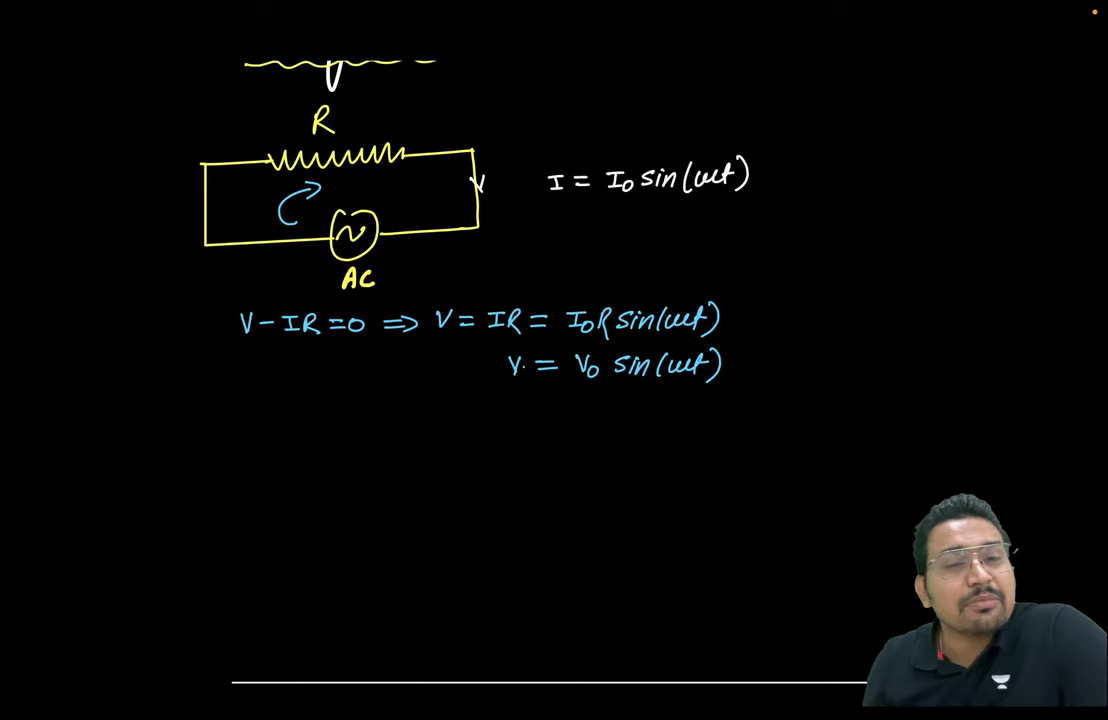 R
I = I₀ sin(ωt)
AC
V - IR = 0 ⇒ V = IR = I₀R sin(ωt)
V = V₀ sin(ωt)